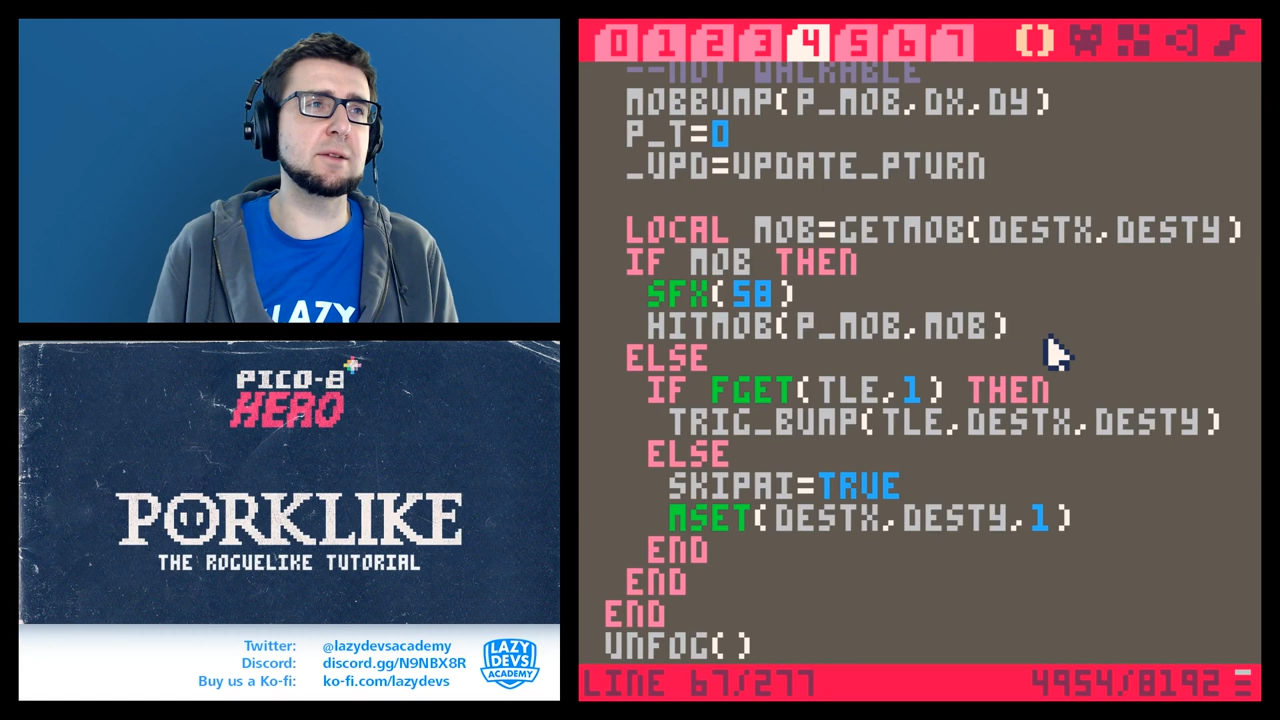 LAZY
PICO-8
HERO
PORKLIKE
THE ROGUELIKE TUTORIAL
Twitter: @lazydevsacademy
Discord: discord.gg/N9NBX8R
Buy us a Ko-fi: ko-fi.com/lazydevs
LAZY
DEVS
ACADEMY
0 1 2 3 4 5 6 7 ()
--NOT WALKABLE
MOBBUMP(P_MOB,DX,DY)
P_T=0
_UPD=UPDATE_PTURN
LOCAL MOB=GETMOB(DESTX,DESTY)
IF MOB THEN
SFX(58)
HITMOB(P_MOB,MOB)
ELSE
IF FGET(TLE,1) THEN
TRIG_BUMP(TLE,DESTX,DESTY)
ELSE
SKIPAI=TRUE
MSET(DESTX,DESTY,1)
END
END
END
UNFOG()
LINE 67/277 4954/8192